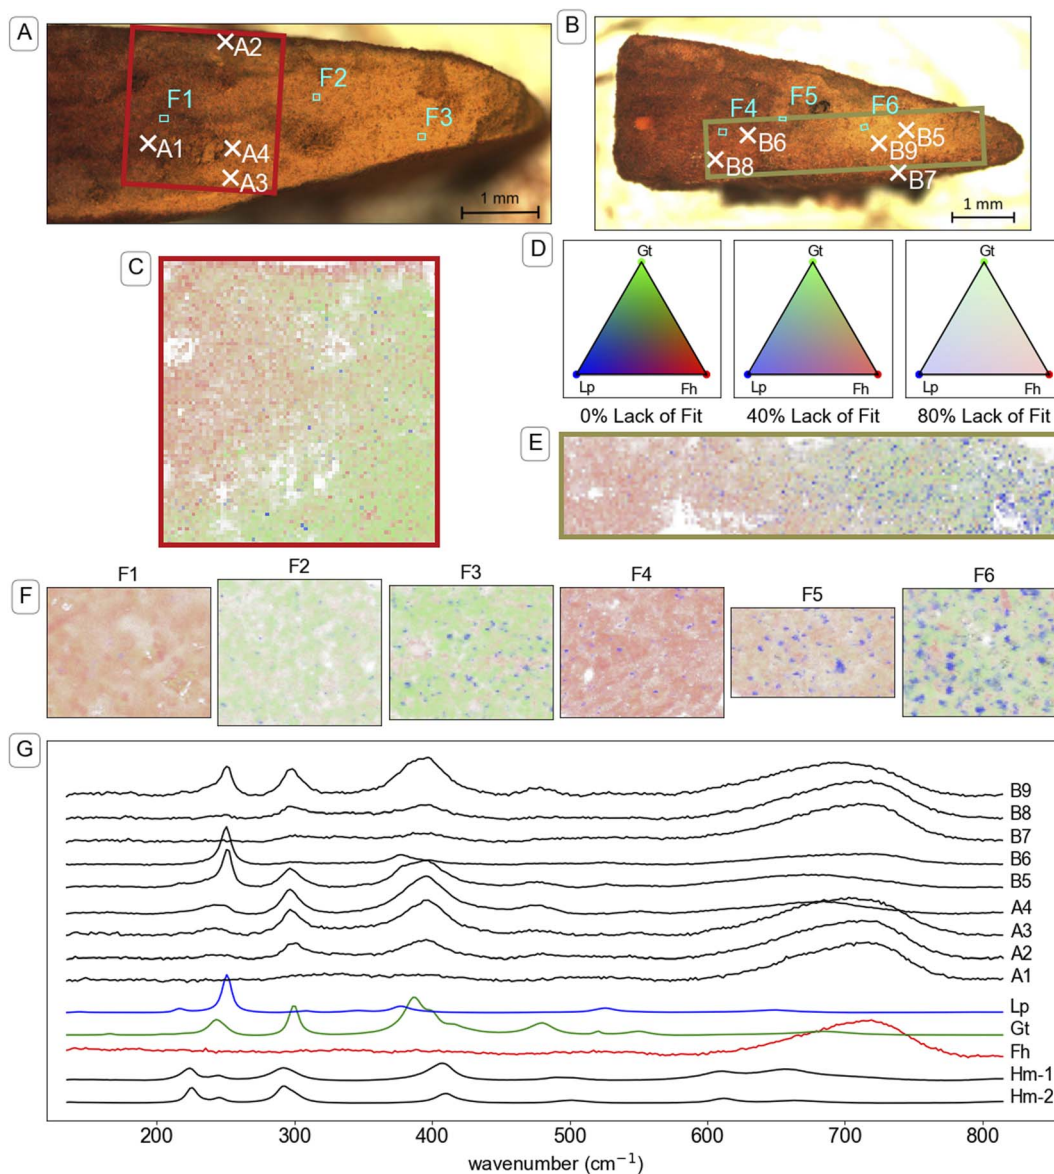 A
B
A2
F1
F2
F3
A1
A4
A3
1 mm
F4
F5
F6
B6
B5
B9
B8
B7
1 mm
C
D
Gt
Gt
Gt
Lp
Fh
Lp
Fh
Lp
Fh
0% Lack of Fit
40% Lack of Fit
80% Lack of Fit
E
F
F1
F2
F3
F4
F5
F6
G
B9
B8
B7
B6
B5
A4
A3
A2
A1
Lp
Gt
Fh
Hm-1
Hm-2
200
300
400
500
600
700
800
wavenumber (cm⁻¹)